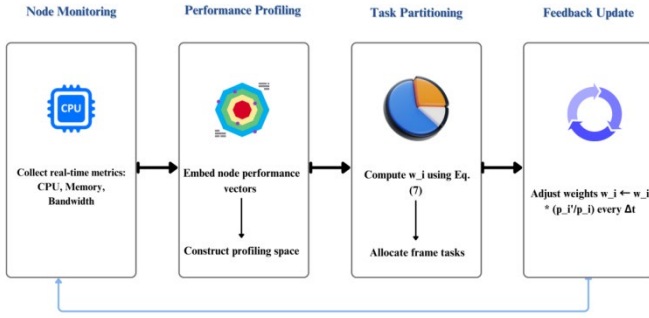 Node Monitoring
Performance Profiling
Task Partitioning
Feedback Update
CPU
Collect real-time metrics:
CPU, Memory,
Bandwidth
Embed node performance
vectors
Construct profiling space
Compute w_i using Eq.
(7)
Allocate frame tasks
Adjust weights w_i ← w_i
* (p_i'/p_i) every Δt